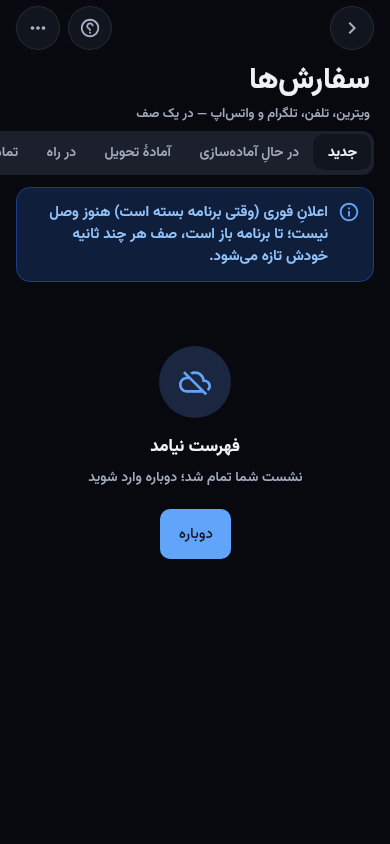 سفارش‌ها
ویترین، تلفن، تلگرام و واتس‌اپ — در یک صف
جدید
در حالِ آماده‌سازی
آمادهٔ تحویل
در راه
اعلانِ فوری (وقتی برنامه بسته است) هنوز وصل
نیست؛ تا برنامه باز است، صف هر چند ثانیه
خودش تازه می‌شود.
فهرست نیامد
نشست شما تمام شد؛ دوباره وارد شوید
دوباره